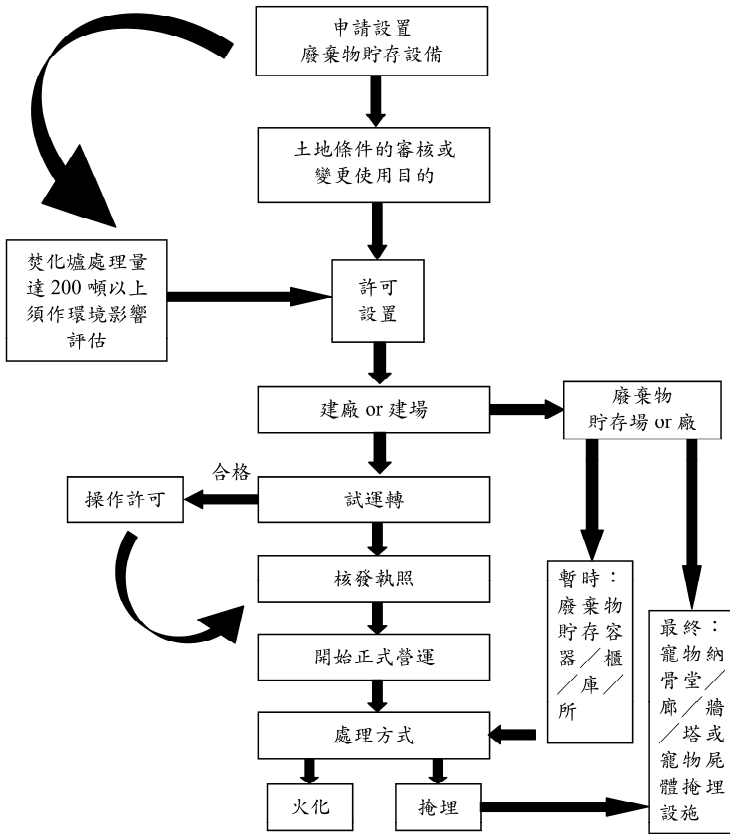 申請設置
廢棄物貯存設備
土地條件的審核或
變更使用目的
焚化爐處理量
達 200 噸以上
須作環境影響
評估
許可
設置
建廠 or 建場
廢棄物
貯存場 or 廠
合格
操作許可
試運轉
核發執照
開始正式營運
處理方式
火化
掩埋
暫時：
廢棄物
貯存容
器／櫃
／庫／
所
最終：
寵物納
骨堂／
廊／牆
／塔或
寵物屍
體掩埋
設施